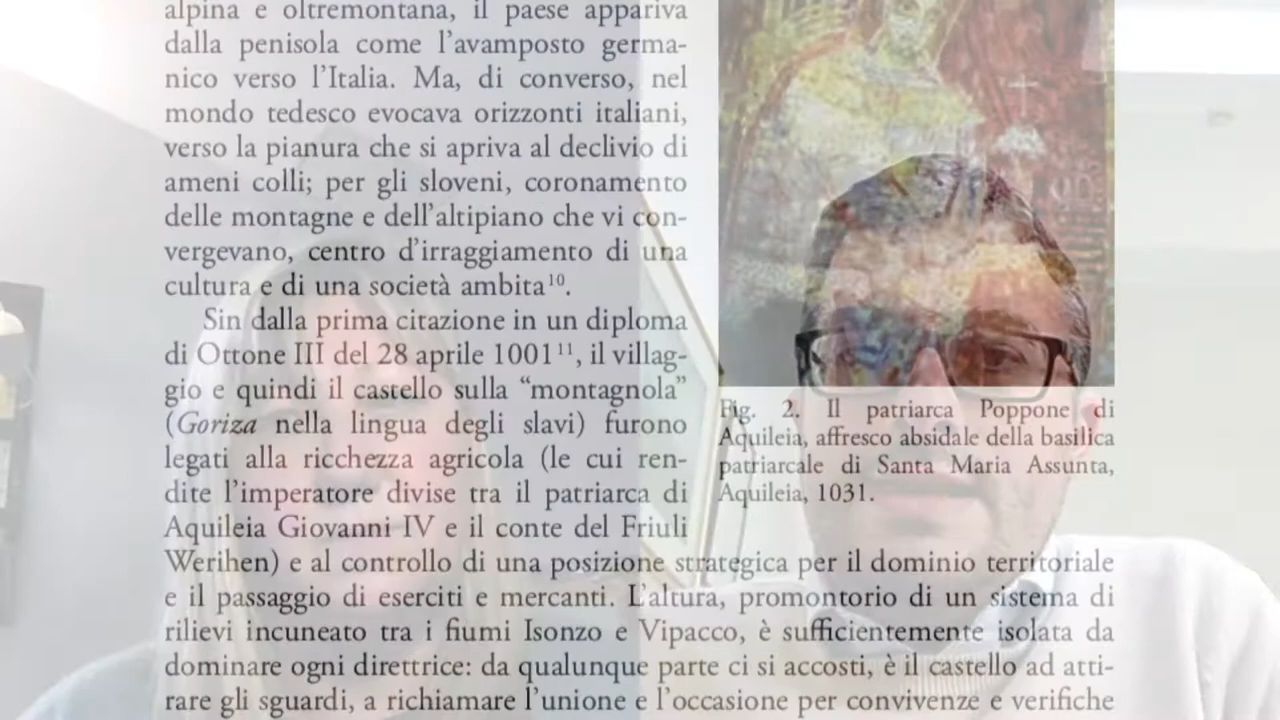 alpina e oltremontana, il paese appariva
dalla penisola come l’avamposto germa-
nico verso l’Italia. Ma, di converso, nel
mondo tedesco evocava orizzonti italiani,
verso la pianura che si apriva al declivio di
ameni colli; per gli sloveni, coronamento
delle montagne e dell’altipiano che vi con-
vergevano, centro d’irraggiamento di una
cultura e di una società ambita¹⁰.
Sin dalla prima citazione in un diploma
di Ottone III del 28 aprile 1001¹¹, il villag-
gio e quindi il castello sulla “montagnola”
(Goriza nella lingua degli slavi) furono
legati alla ricchezza agricola (le cui ren-
dite l’imperatore divise tra il patriarca di
Aquileia Giovanni IV e il conte del Friuli
Werihen) e al controllo di una posizione strategica per il dominio territoriale
e il passaggio di eserciti e mercanti. L’altura, promontorio di un sistema di
rilievi incuneato tra i fiumi Isonzo e Vipacco, è sufficientemente isolata da
dominare ogni direttrice: da qualunque parte ci si accosti, è il castello ad atti-
rare gli sguardi, a richiamare l’unione e l’occasione per convivenze e verifiche
Fig. 2. Il patriarca Poppone di
Aquileia, affresco absidale della basilica
patriarcale di Santa Maria Assunta,
Aquileia, 1031.